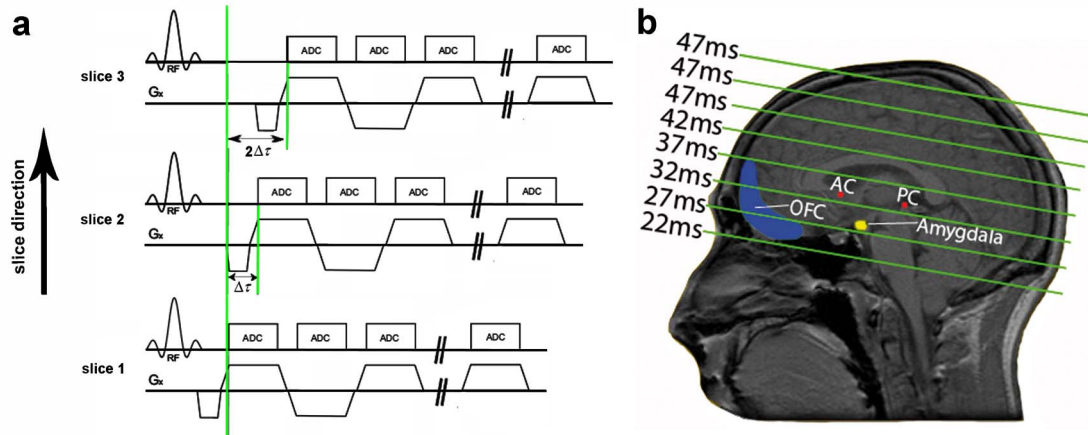 a
slice direction
slice 3
RF
ADC ADC ADC ADC
Gx
2Δτ
slice 2
ADC ADC ADC ADC
Δτ
slice 1
RF
ADC ADC ADC ADC
Gx
b
47ms
47ms
47ms
42ms
37ms
32ms
27ms
22ms
AC
PC
OFC
Amygdala